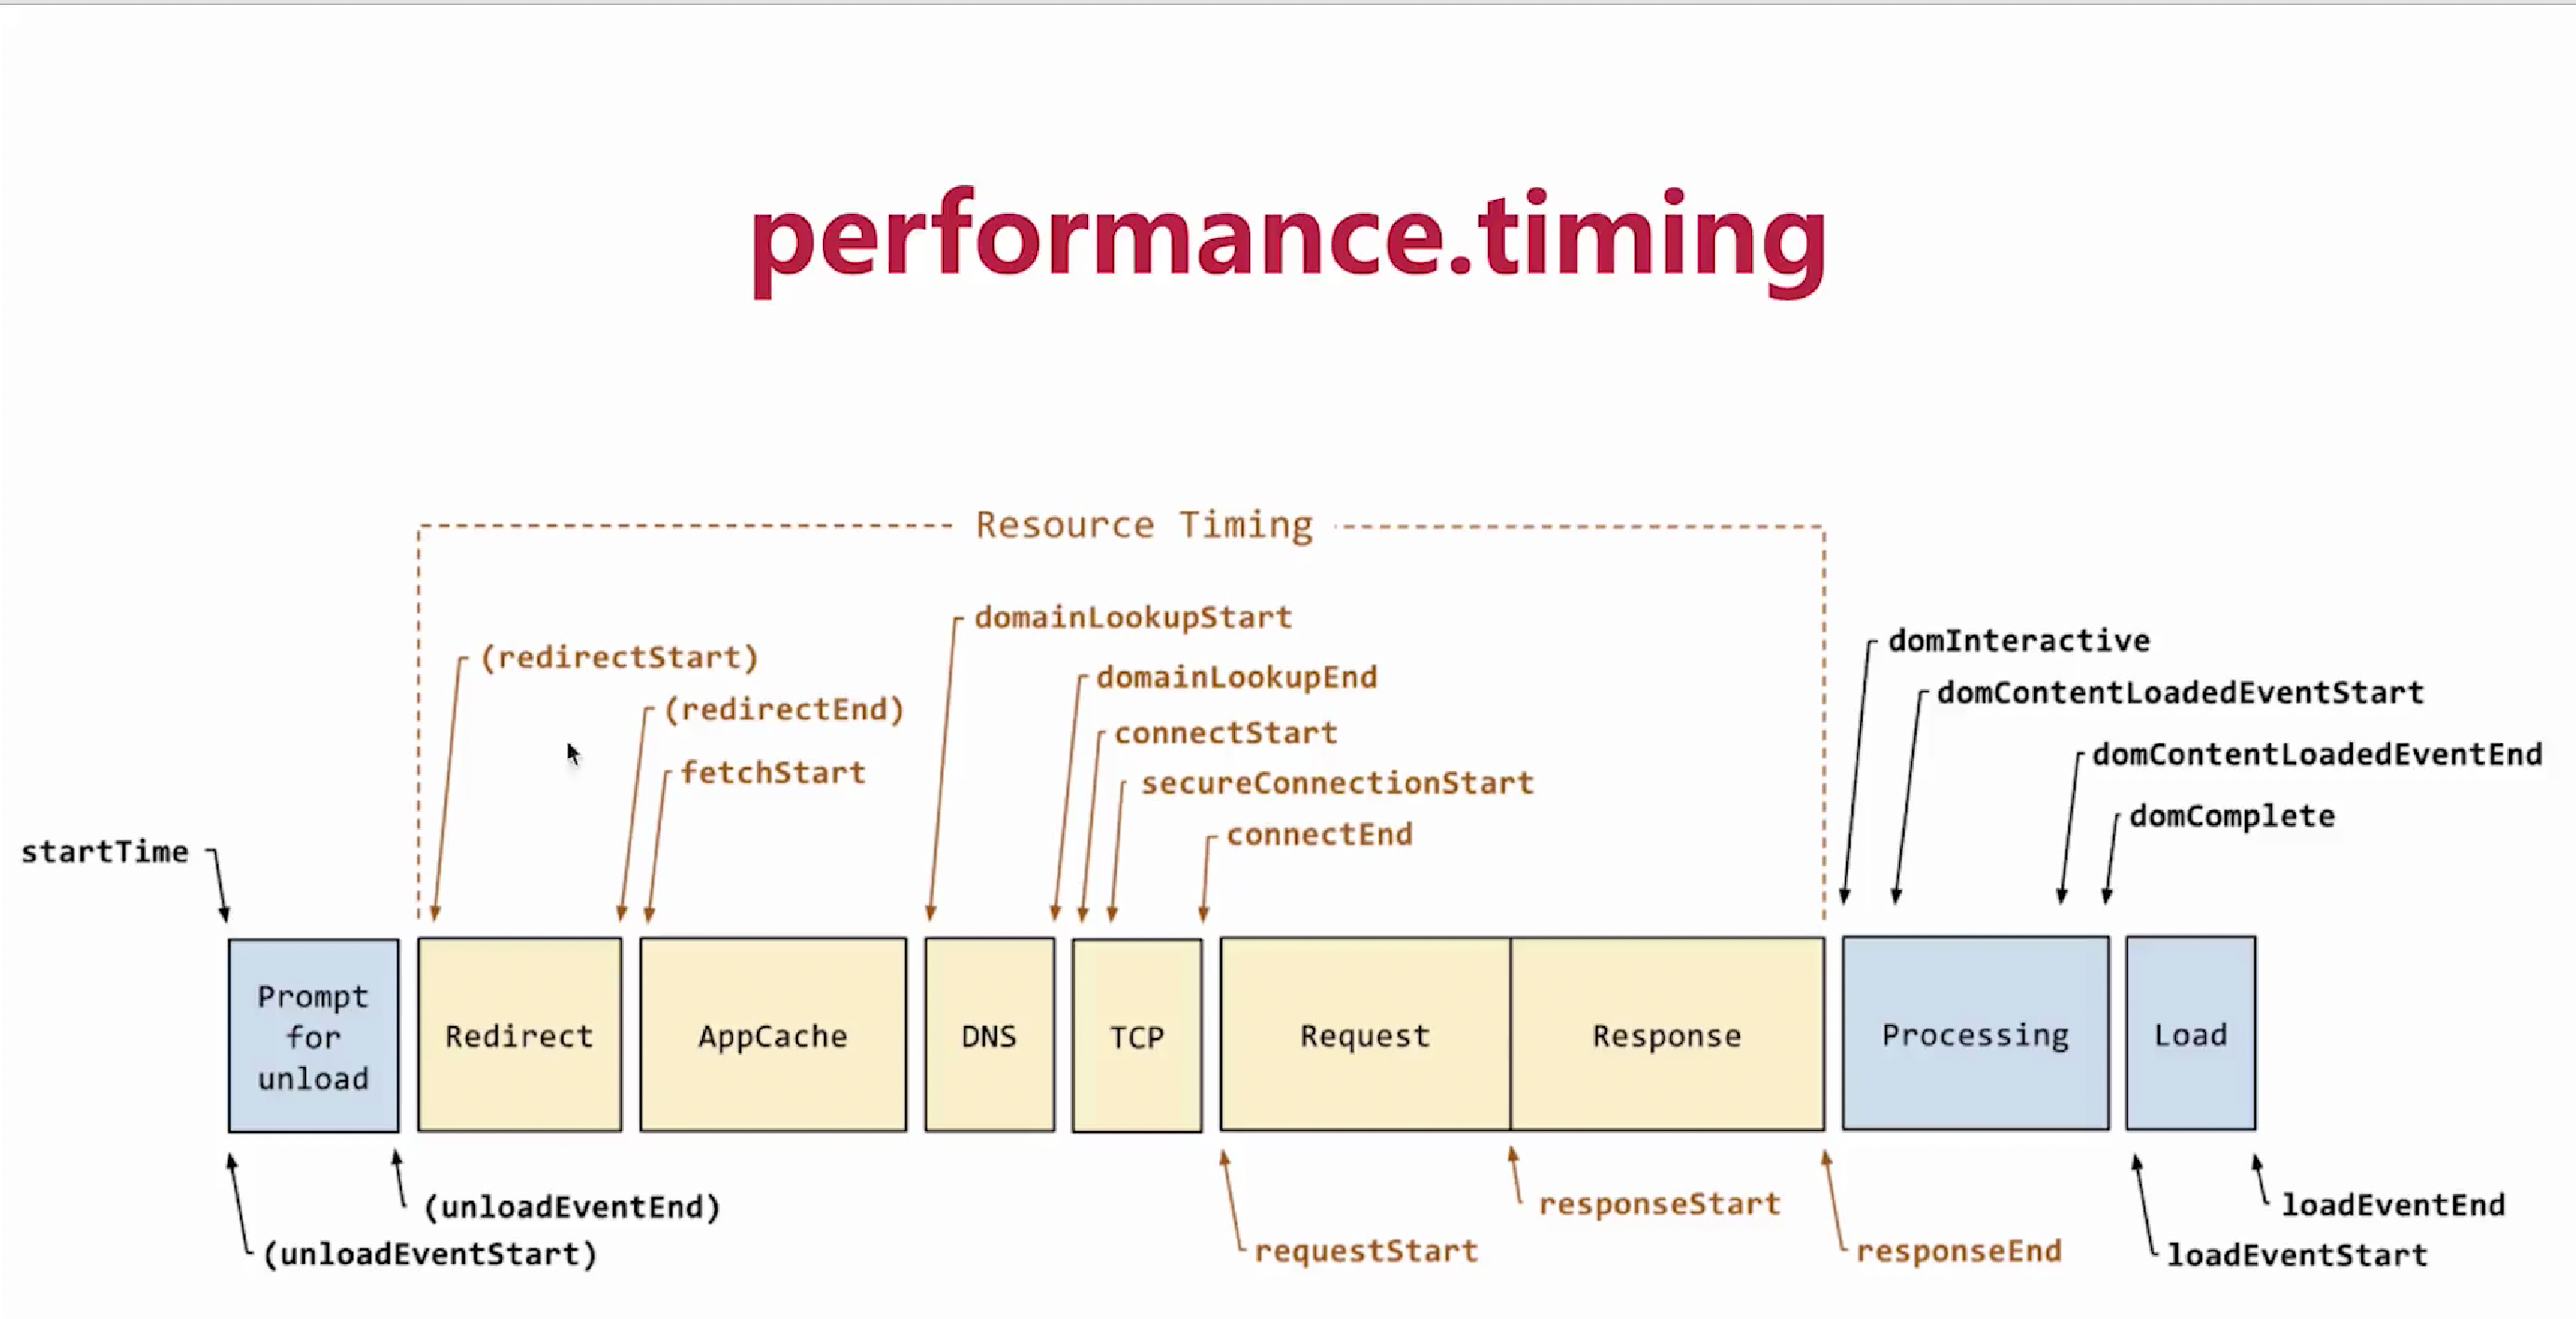 performance.timing
Resource Timing
domainLookupStart
domInteractive
(redirectStart)
domainLookupEnd
domContentLoadedEventStart
(redirectEnd)
connectStart
domContentLoadedEventEnd
fetchStart
secureConnectionStart
domComplete
connectEnd
startTime
Prompt
for
unload
Redirect
AppCache
DNS
TCP
Request
Response
Processing
Load
(unloadEventEnd)
responseStart
loadEventEnd
(unloadEventStart)
requestStart
responseEnd
loadEventStart